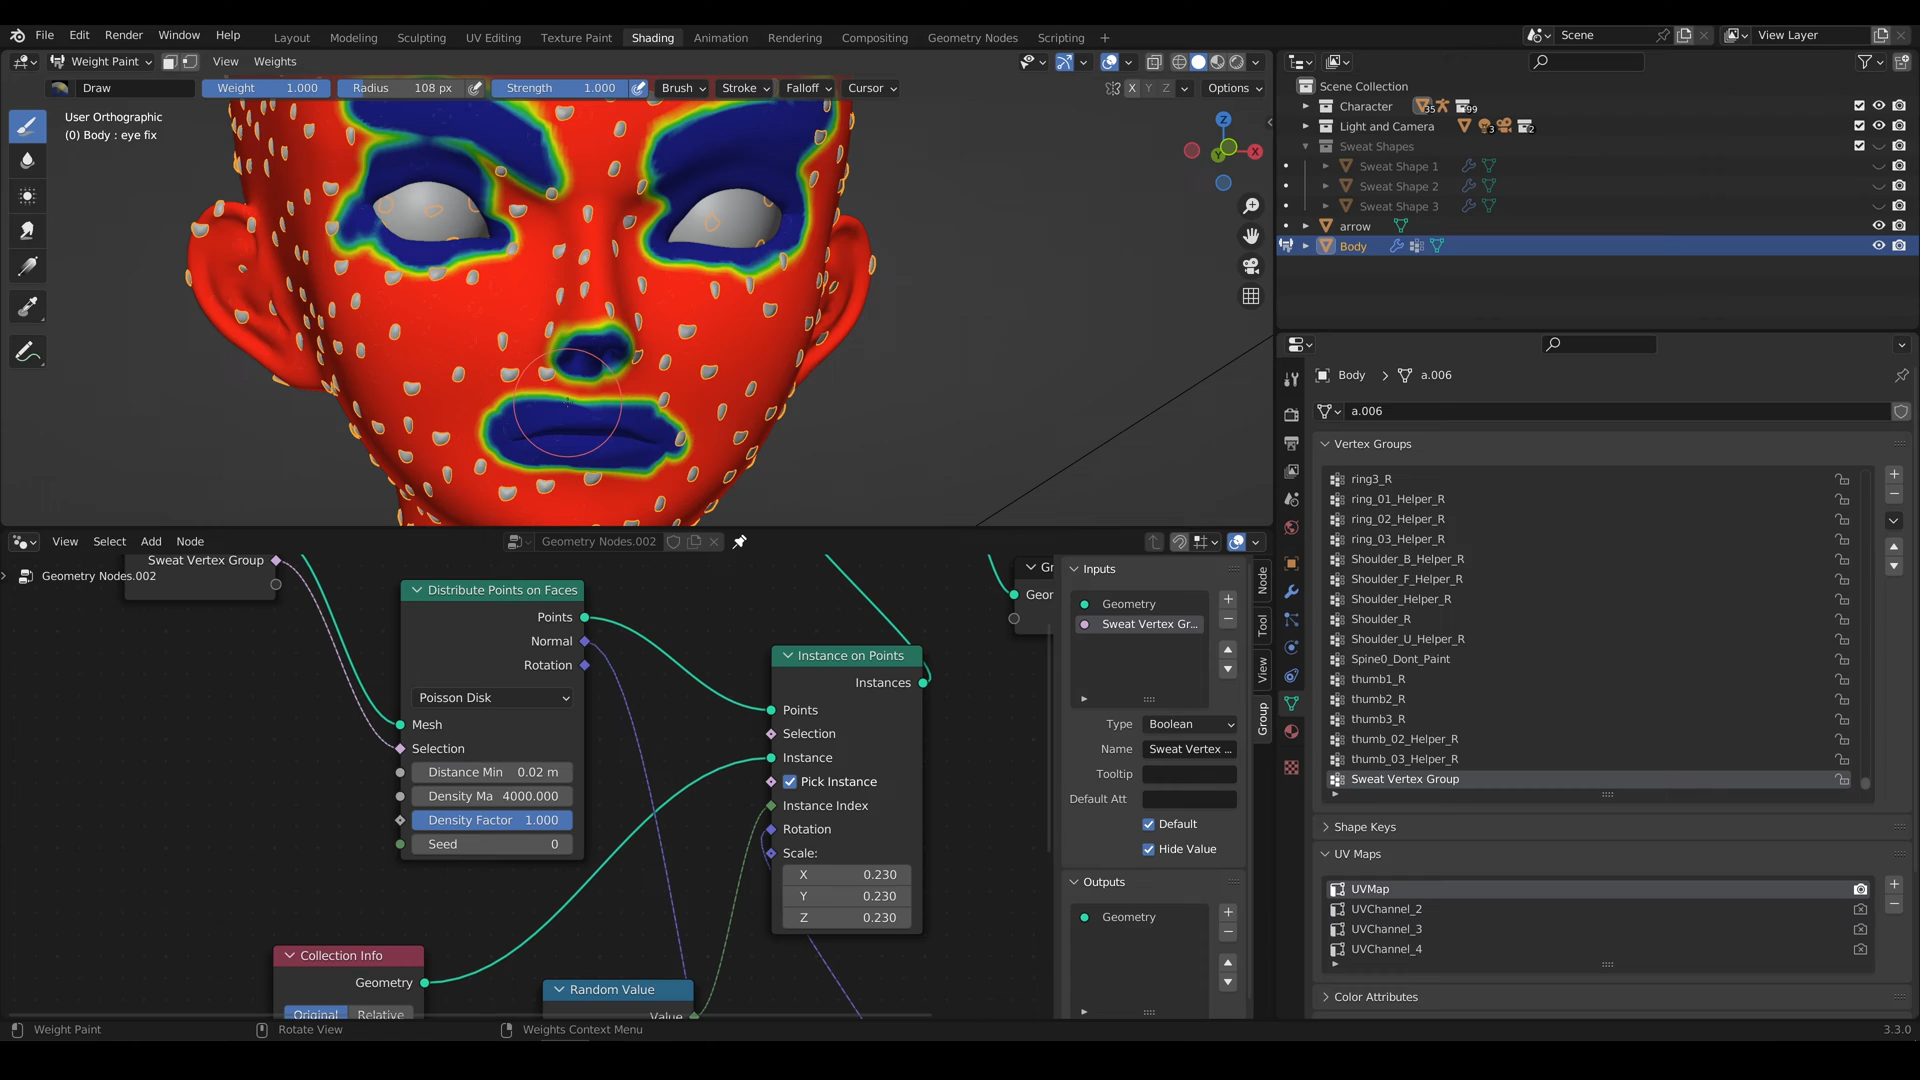 File Edit Render Window Help Layout Modeling Sculpting UV Editing Texture Paint Shading Animation Rendering Compositing Geometry Nodes Scripting + Scene View Layer
Weight Paint View Weights
Draw Weight 1.000 Radius 108 px Strength 1.000 Brush Stroke Falloff Cursor X Y Z Options
User Orthographic
(0) Body : eye fix
Z
X
Y
Scene Collection
Character 35 99
Light and Camera 3 2
Sweat Shapes
Sweat Shape 1
Sweat Shape 2
Sweat Shape 3
arrow
Body
Body > a.006
a.006
Vertex Groups
ring3_R
ring_01_Helper_R
ring_02_Helper_R
ring_03_Helper_R
Shoulder_B_Helper_R
Shoulder_F_Helper_R
Shoulder_Helper_R
Shoulder_R
Shoulder_U_Helper_R
Spine0_Dont_Paint
thumb1_R
thumb2_R
thumb3_R
thumb_02_Helper_R
thumb_03_Helper_R
Sweat Vertex Group
Shape Keys
UV Maps
UVMap
UVChannel_2
UVChannel_3
UVChannel_4
Color Attributes
View Select Add Node Geometry Nodes.002
Sweat Vertex Group
Geometry Nodes.002
Distribute Points on Faces
Points
Normal
Rotation
Poisson Disk
Mesh
Selection
Distance Min 0.02 m
Density Ma 4000.000
Density Factor 1.000
Seed 0
Instance on Points
Instances
Points
Selection
Instance
Pick Instance
Instance Index
Rotation
Scale:
X 0.230
Y 0.230
Z 0.230
Collection Info
Geometry
Original Relative
Random Value
Value
Gr
Geor
Inputs
Geometry
Sweat Vertex Gr...
Type Boolean
Name Sweat Vertex ...
Tooltip
Default Att
Default
Hide Value
Outputs
Geometry
Node
Tool
View
Group
Weight Paint Rotate View Weights Context Menu 3.3.0